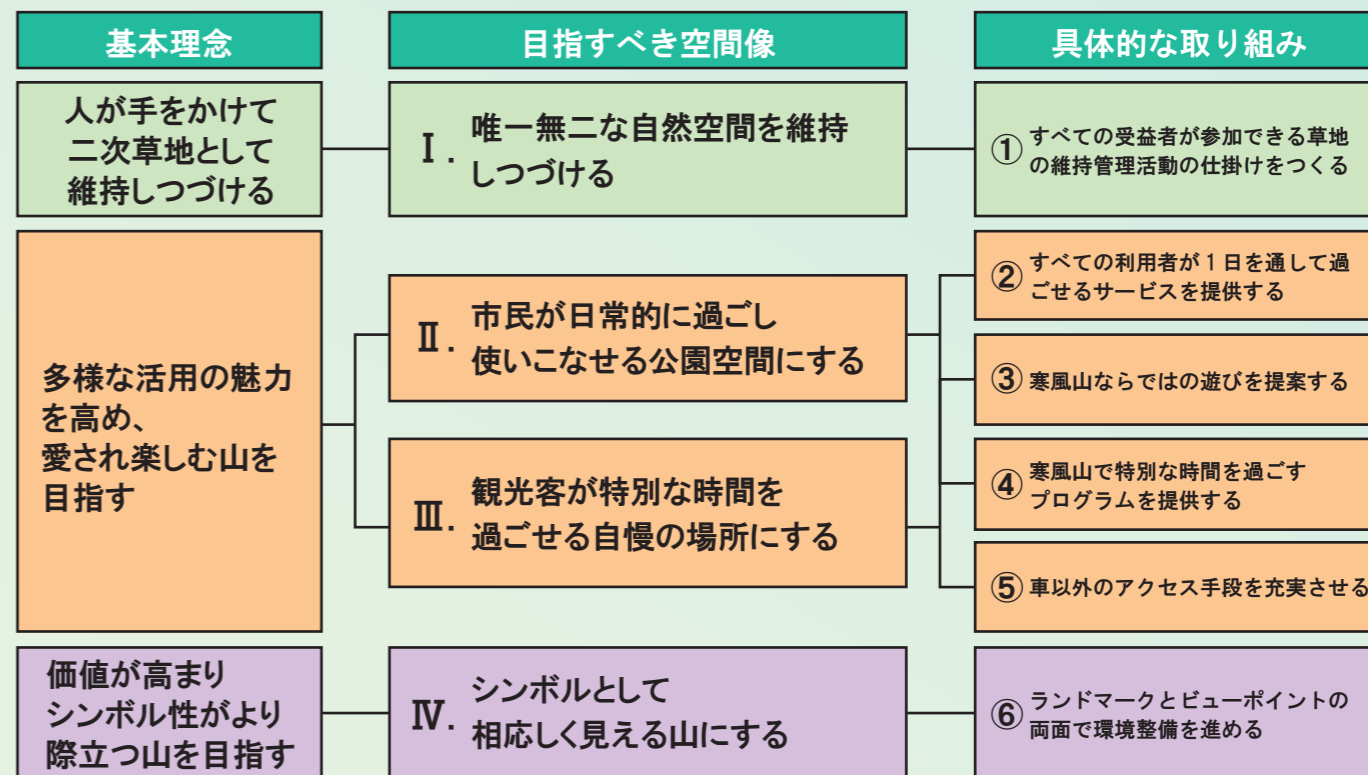 基本理念
目指すべき空間像
具体的な取り組み
人が手をかけて
二次草地として
維持しつづける
Ⅰ. 唯一無二な自然空間を維持
しつづける
① すべての受益者が参加できる草地
の維持管理活動の仕掛けをつくる
多様な活用の魅力
を高め、
愛され楽しむ山を
目指す
Ⅱ. 市民が日常的に過ごし
使いこなせる公園空間にする
Ⅲ. 観光客が特別な時間を
過ごせる自慢の場所にする
② すべての利用者が1日を通して過
ごせるサービスを提供する
③ 寒風山ならではの遊びを提案する
④ 寒風山で特別な時間を過ごす
プログラムを提供する
⑤ 車以外のアクセス手段を充実させる
価値が高まり
シンボル性がより
際立つ山を目指す
Ⅳ. シンボルとして
相応しく見える山にする
⑥ ランドマークとビューポイントの
両面で環境整備を進める